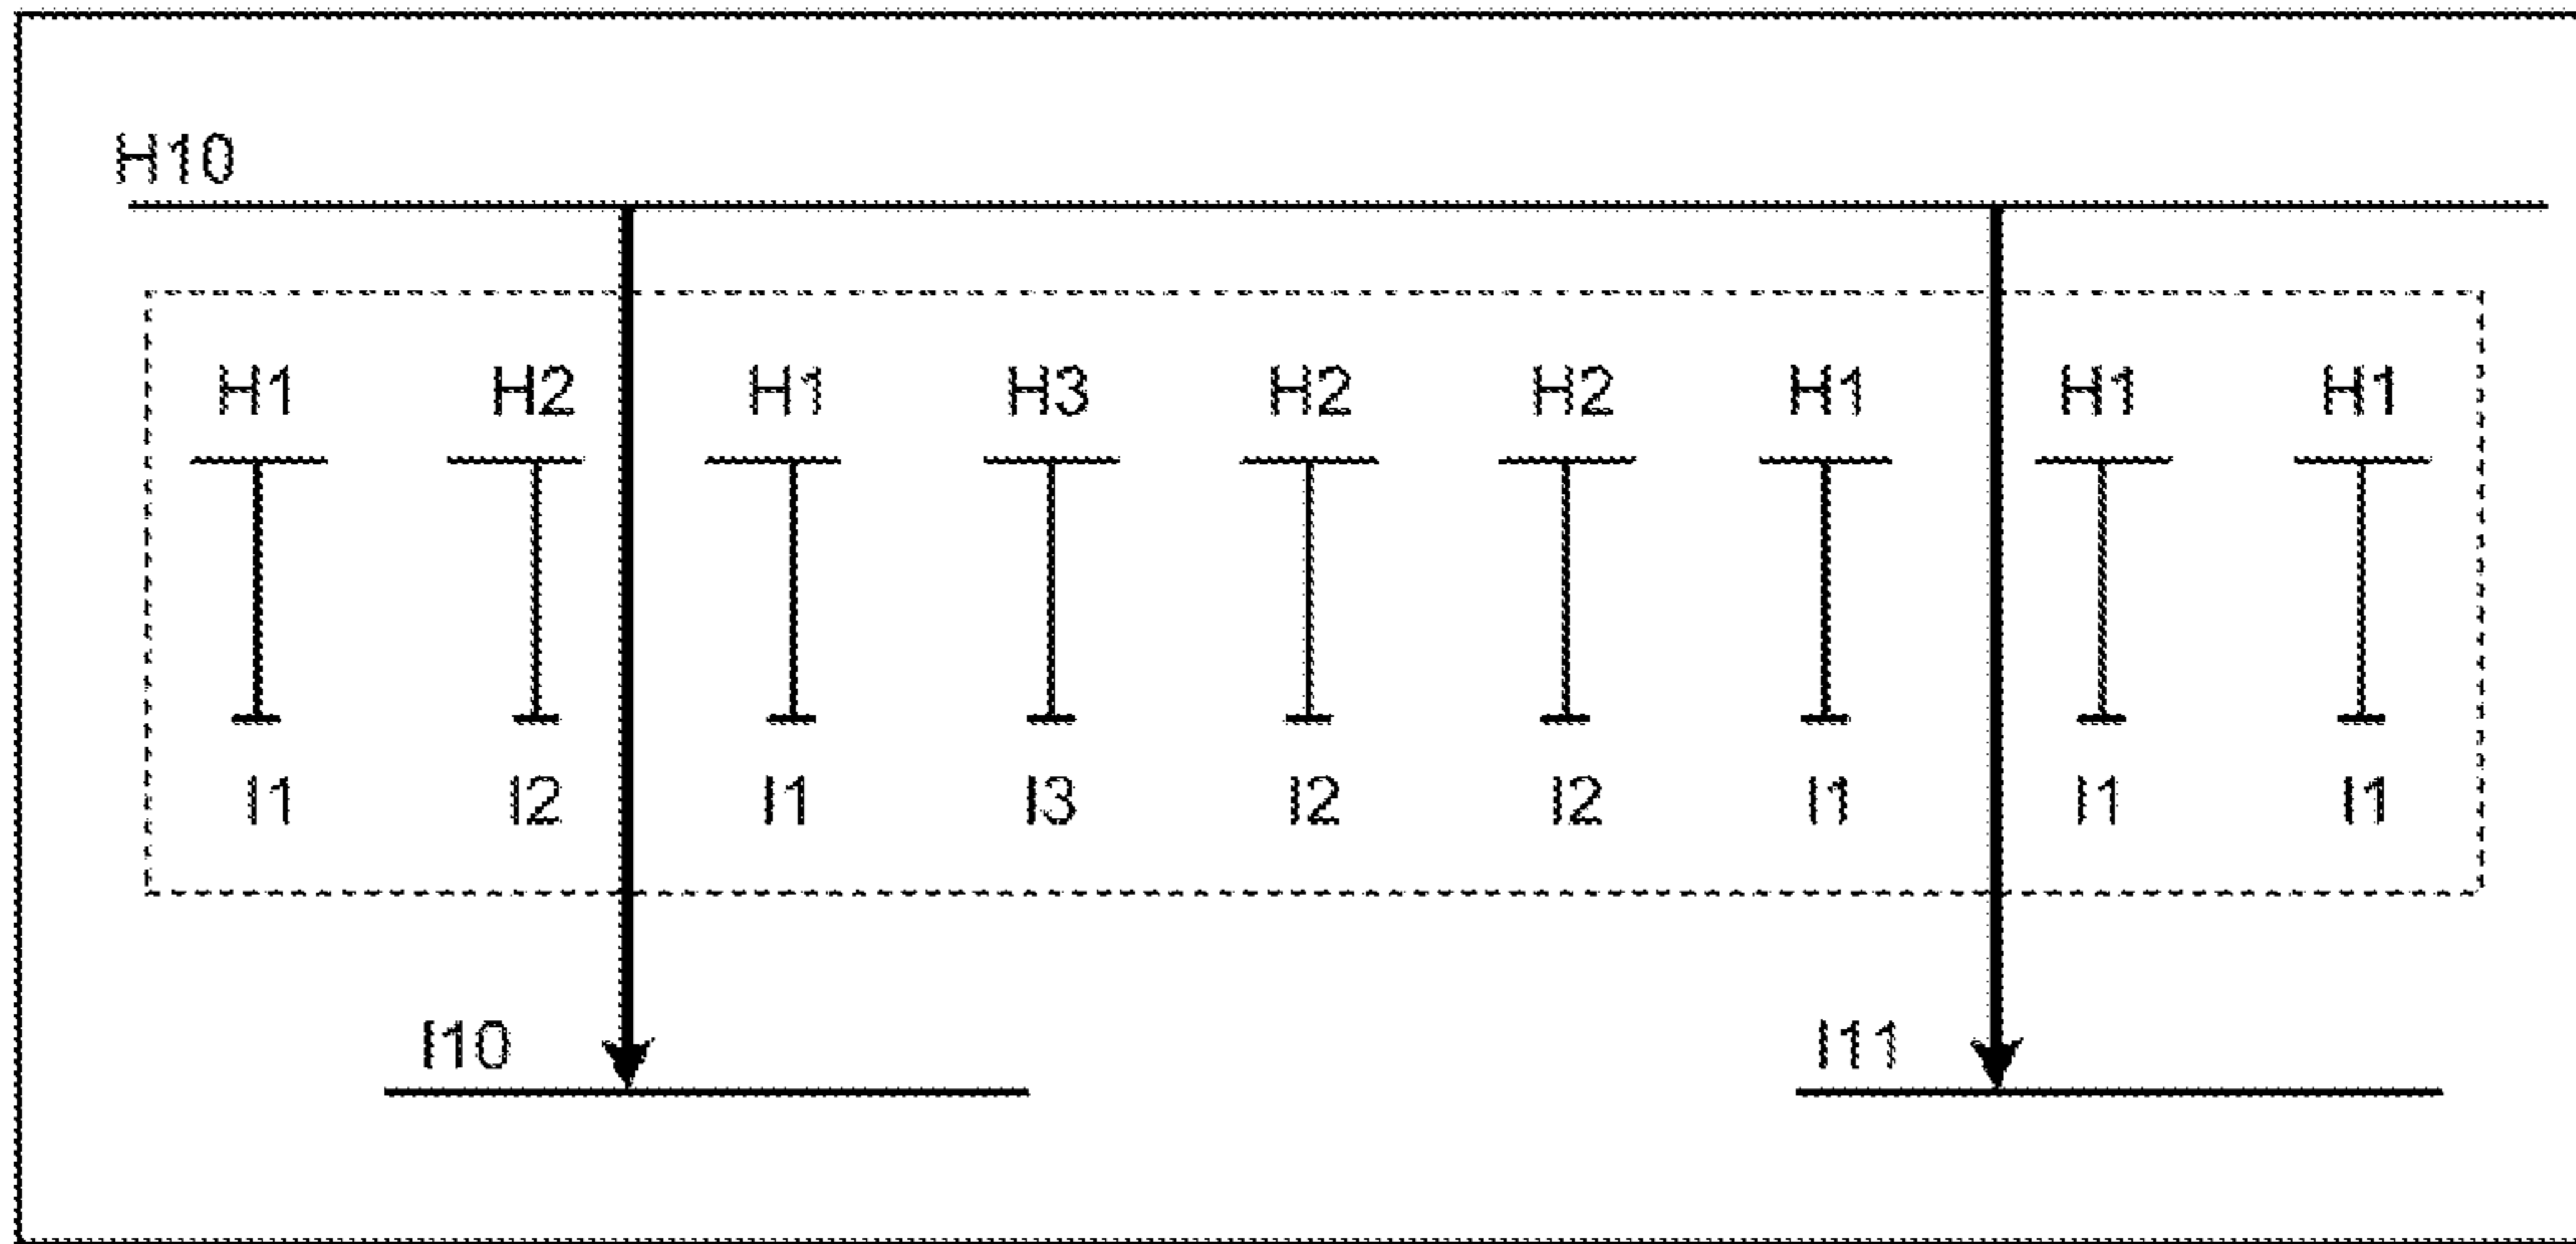 H10
H1 H2 H1 H3 H2 H2 H1 H1 H1
I1 I2 I1 I3 I2 I2 I1 I1 I1
I10 I11